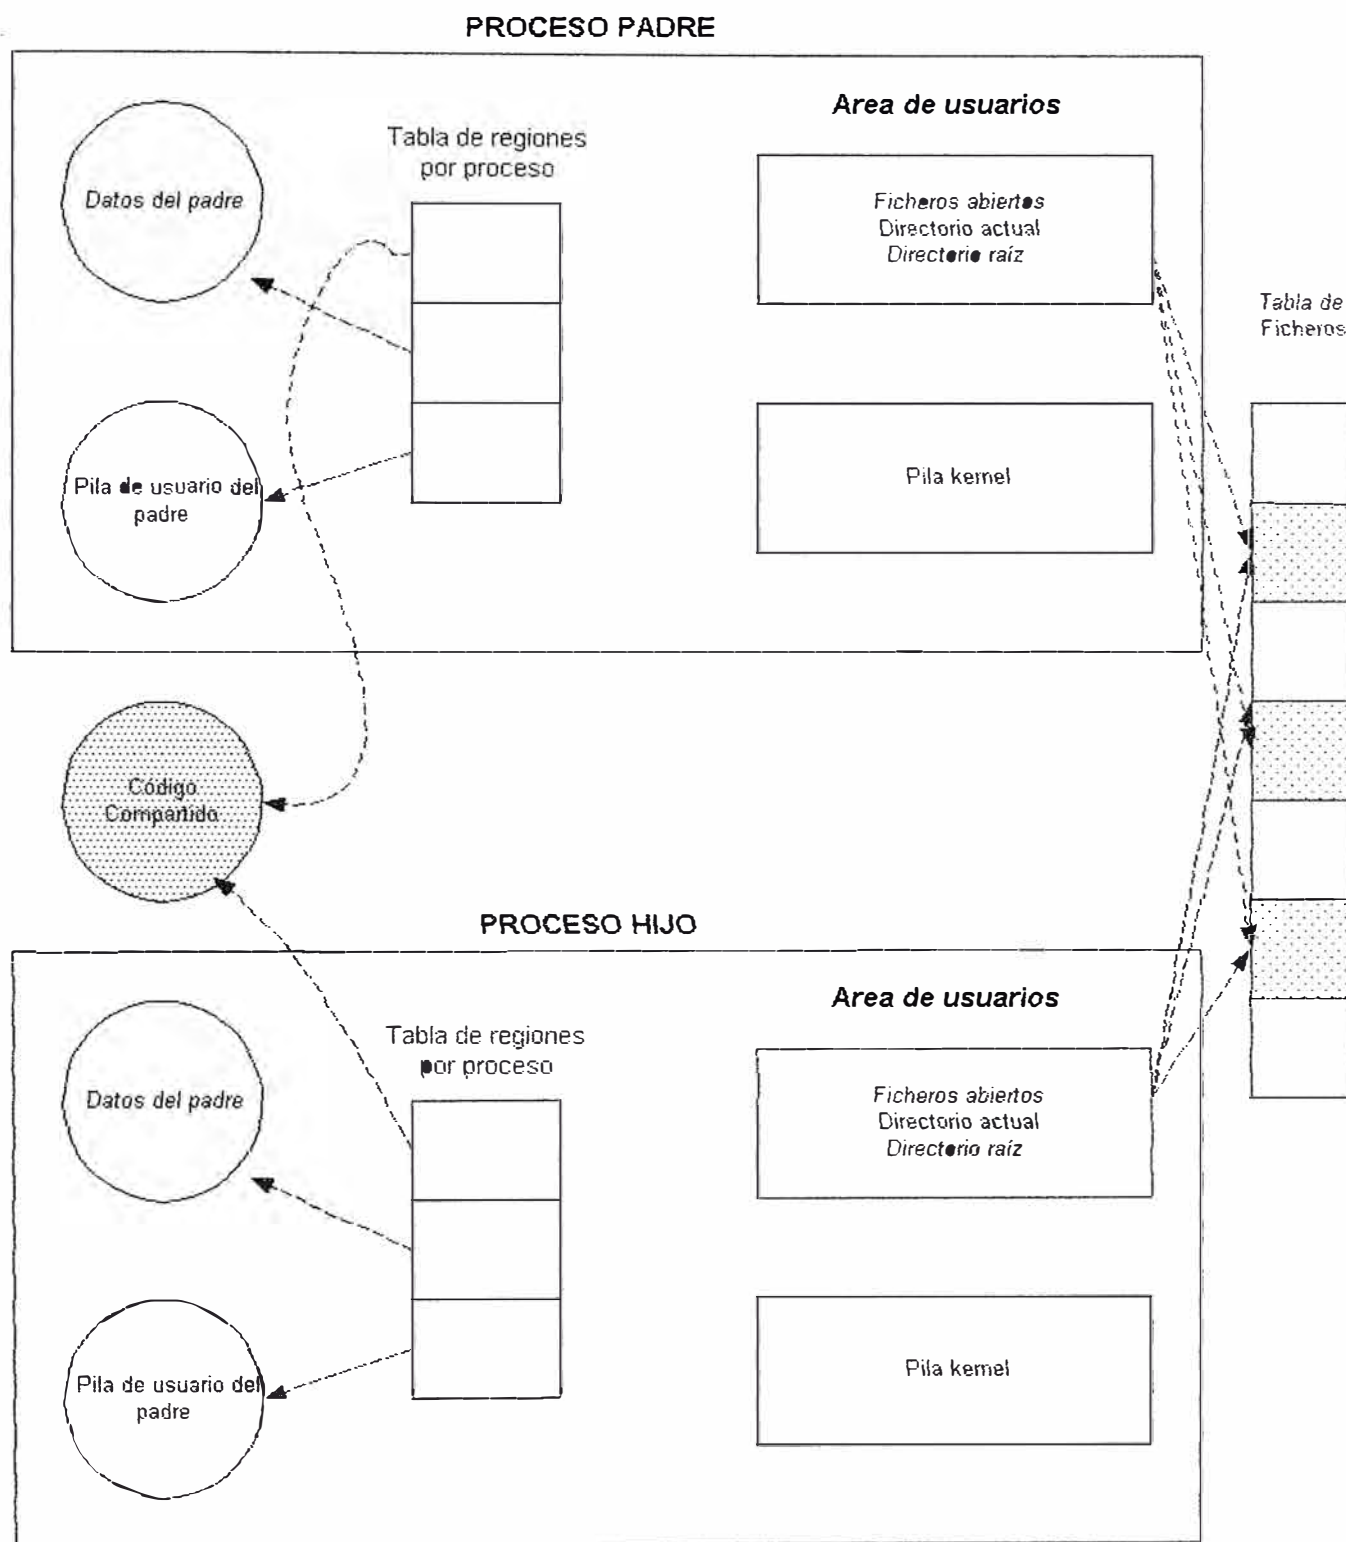 PROCESO PADRE
Area de usuarios
Tabla de regiones
por proceso
Datos del padre
Ficheros abiertos
Directorio actual
Directorio raíz
Tabla de
Ficheros
Pila de usuario del
padre
Pila kernel
Código
Compartido
PROCESO HIJO
Area de usuarios
Tabla de regiones
por proceso
Datos del padre
Ficheros abiertos
Directorio actual
Directorio raíz
Pila de usuario del
padre
Pila kernel